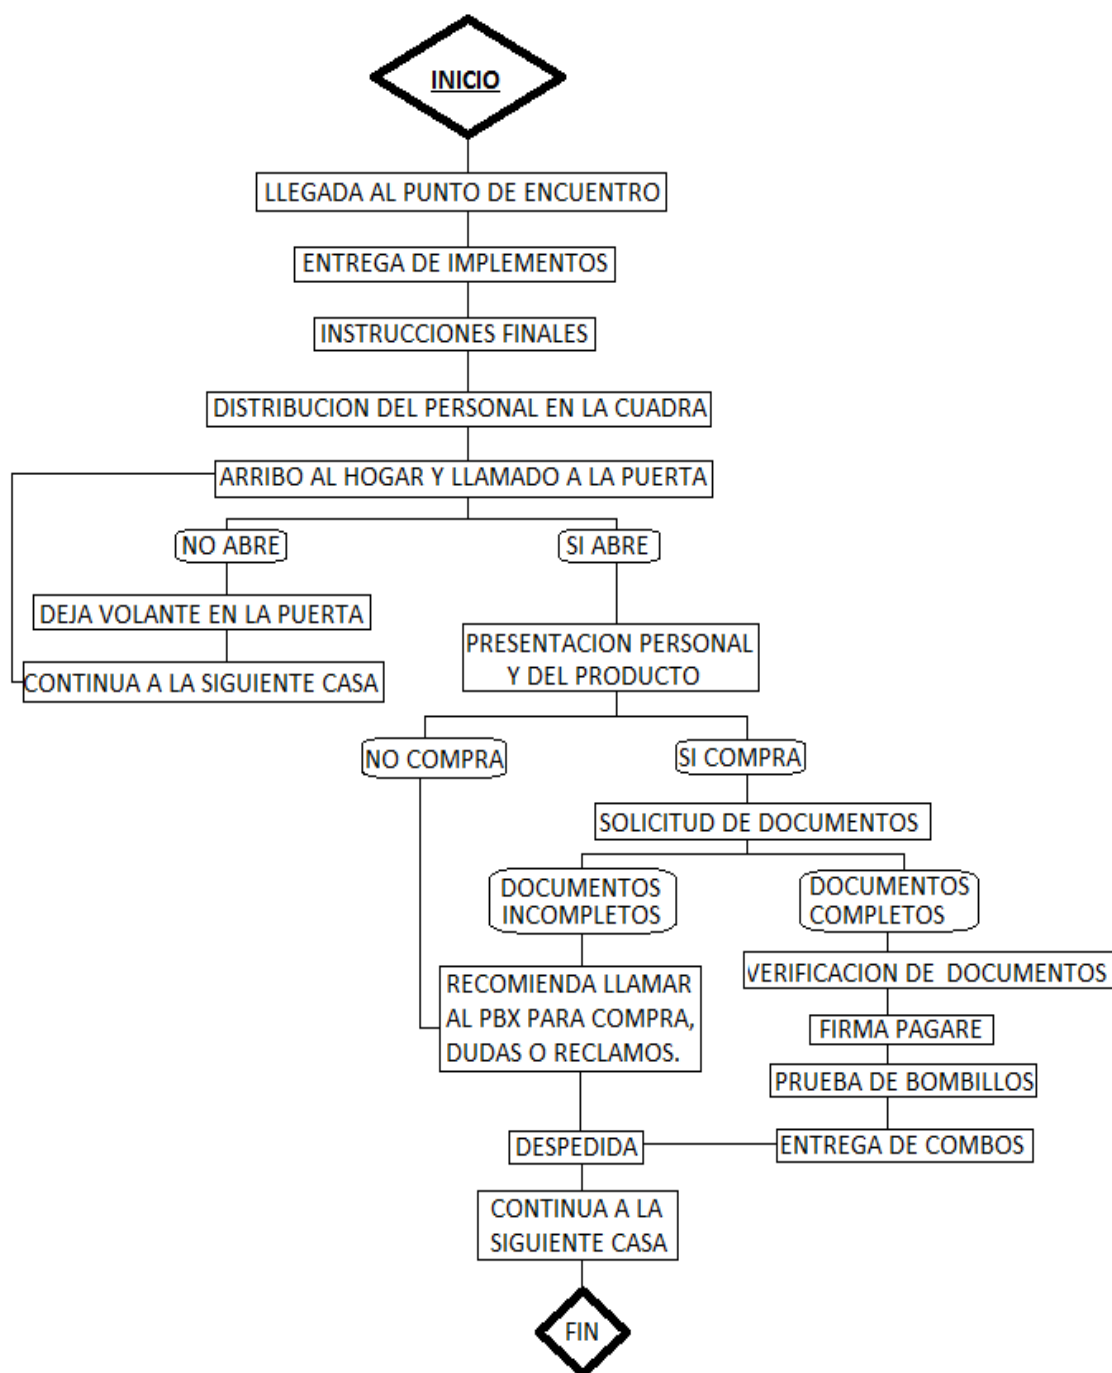 INICIO
LLEGADA AL PUNTO DE ENCUENTRO
ENTREGA DE IMPLEMENTOS
INSTRUCCIONES FINALES
DISTRIBUCION DEL PERSONAL EN LA CUADRA
ARRIBO AL HOGAR Y LLAMADO A LA PUERTA
NO ABRE
SI ABRE
DEJA VOLANTE EN LA PUERTA
CONTINUA A LA SIGUIENTE CASA
PRESENTACION PERSONAL
Y DEL PRODUCTO
NO COMPRA
SI COMPRA
SOLICITUD DE DOCUMENTOS
DOCUMENTOS
INCOMPLETOS
DOCUMENTOS
COMPLETOS
RECOMIENDA LLAMAR
AL PBX PARA COMPRA,
DUDAS O RECLAMOS.
VERIFICACION DE DOCUMENTOS
FIRMA PAGARE
PRUEBA DE BOMBILLOS
ENTREGA DE COMBOS
DESPEDIDA
CONTINUA A LA
SIGUIENTE CASA
FIN